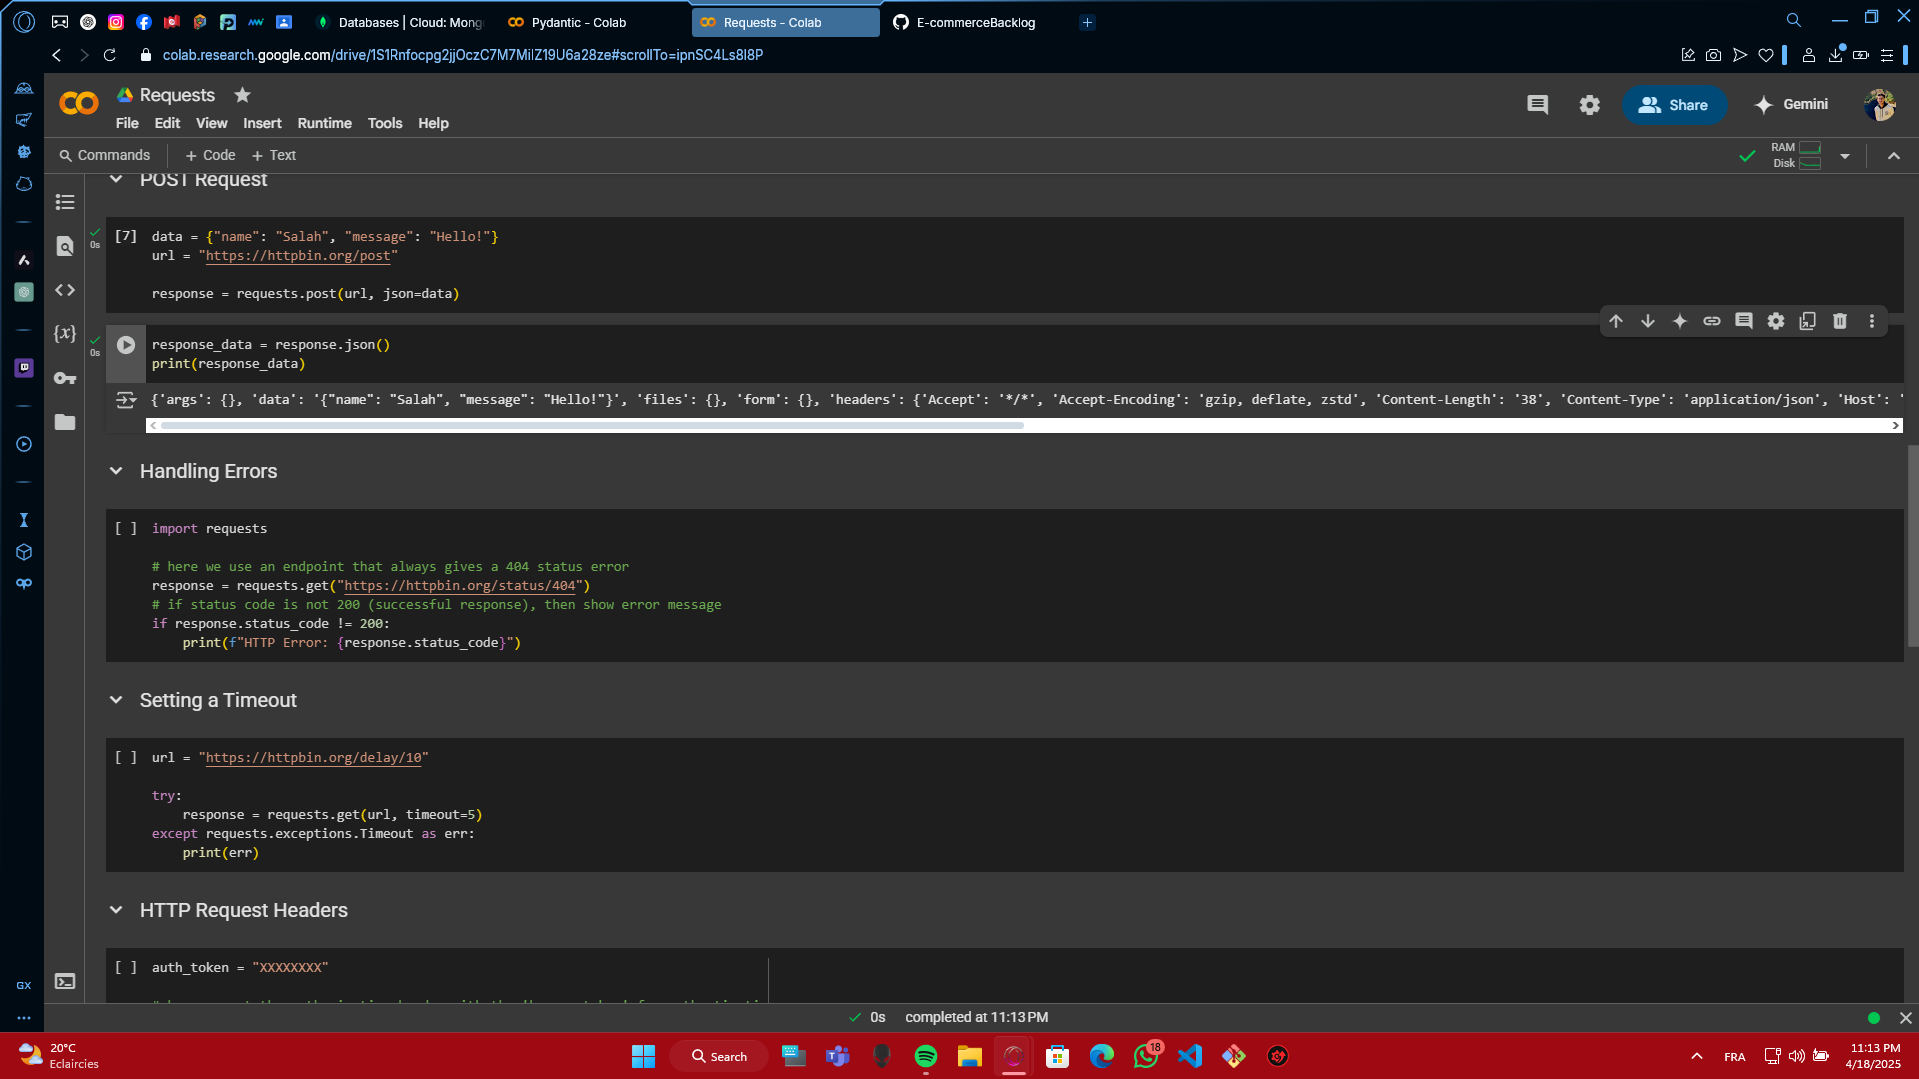 Databases | Cloud: Mong
Pydantic - Colab
Requests - Colab
E-commerceBacklog
colab.research.google.com/drive/1S1Rnfocpg2jjOczC7M7MilZ19U6a28ze#scrollTo=ipnSC4Ls8I8P
Requests
File Edit View Insert Runtime Tools Help
Share
Gemini
Commands + Code + Text
RAM
Disk
POST Request
[7] data = {"name": "Salah", "message": "Hello!"}
0s
url = "https://httpbin.org/post"
response = requests.post(url, json=data)
response_data = response.json()
0s
print(response_data)
{'args': {}, 'data': '{"name": "Salah", "message": "Hello!"}', 'files': {}, 'form': {}, 'headers': {'Accept': '*/*', 'Accept-Encoding': 'gzip, deflate, zstd', 'Content-Length': '38', 'Content-Type': 'application/json', 'Host': '
Handling Errors
[ ] import requests
# here we use an endpoint that always gives a 404 status error
response = requests.get("https://httpbin.org/status/404")
# if status code is not 200 (successful response), then show error message
if response.status_code != 200:
print(f"HTTP Error: {response.status_code}")
Setting a Timeout
[ ] url = "https://httpbin.org/delay/10"
try:
response = requests.get(url, timeout=5)
except requests.exceptions.Timeout as err:
print(err)
HTTP Request Headers
[ ] auth_token = "XXXXXXXX"
GX
0s completed at 11:13 PM
20°C
Eclaircies
Search
18
FRA
11:13 PM
4/18/2025